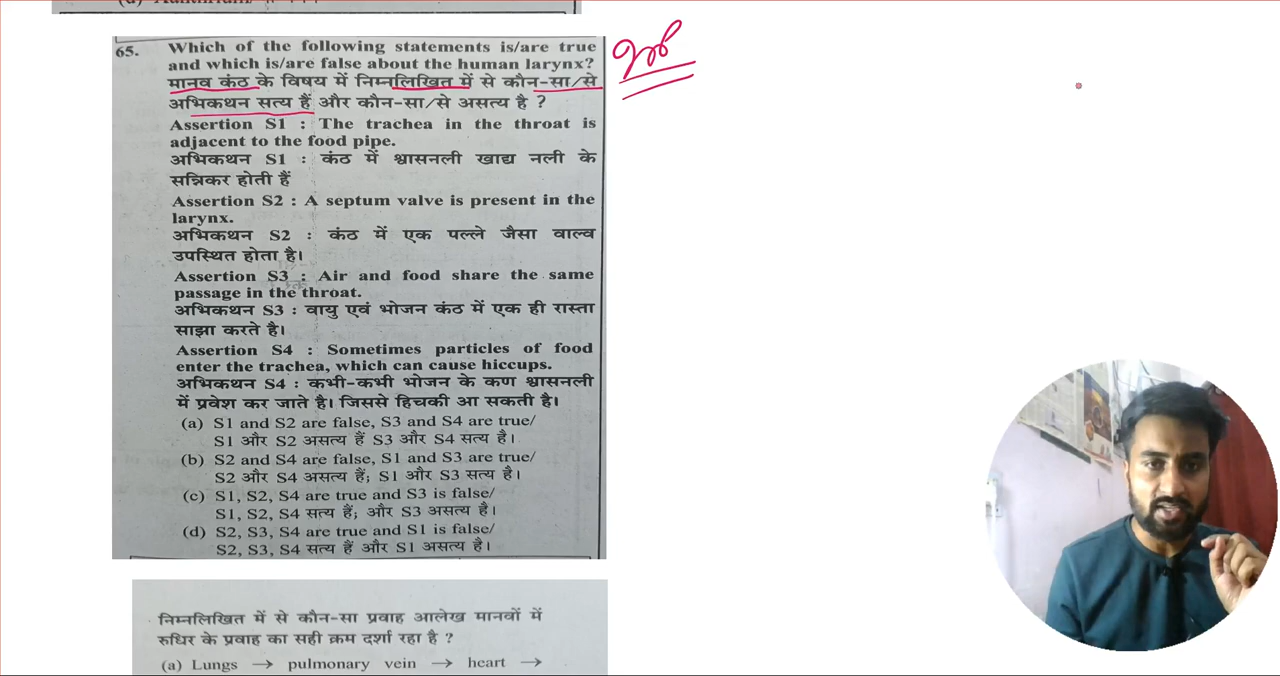 65. Which of the following statements is/are true
and which is/are false about the human larynx?
मानव कंठ के विषय में निम्नलिखित में से कौन-सा/से
अभिकथन सत्य हैं और कौन-सा/से असत्य है ?
Assertion S1 : The trachea in the throat is
adjacent to the food pipe.
अभिकथन S1 : कंठ में श्वासनली खाद्य नली के
सन्निकर होती हैं
Assertion S2 : A septum valve is present in the
larynx.
अभिकथन S2 : कंठ में एक पल्ले जैसा वाल्व
उपस्थित होता है।
Assertion S3 : Air and food share the same
passage in the throat.
अभिकथन S3 : वायु एवं भोजन कंठ में एक ही रास्ता
साझा करते है।
Assertion S4 : Sometimes particles of food
enter the trachea, which can cause hiccups.
अभिकथन S4 : कभी-कभी भोजन के कण श्वासनली
में प्रवेश कर जाते है। जिससे हिचकी आ सकती है।
(a) S1 and S2 are false, S3 and S4 are true/
S1 और S2 असत्य हैं S3 और S4 सत्य है।
(b) S2 and S4 are false, S1 and S3 are true/
S2 और S4 असत्य हैं; S1 और S3 सत्य है।
(c) S1, S2, S4 are true and S3 is false/
S1, S2, S4 सत्य हैं; और S3 असत्य है।
(d) S2, S3, S4 are true and S1 is false/
S2, S3, S4 सत्य हैं और S1 असत्य है।
निम्नलिखित में से कौन-सा प्रवाह आलेख मानवों में
रुधिर के प्रवाह का सही क्रम दर्शा रहा है ?
(a) Lungs → pulmonary vein → heart →